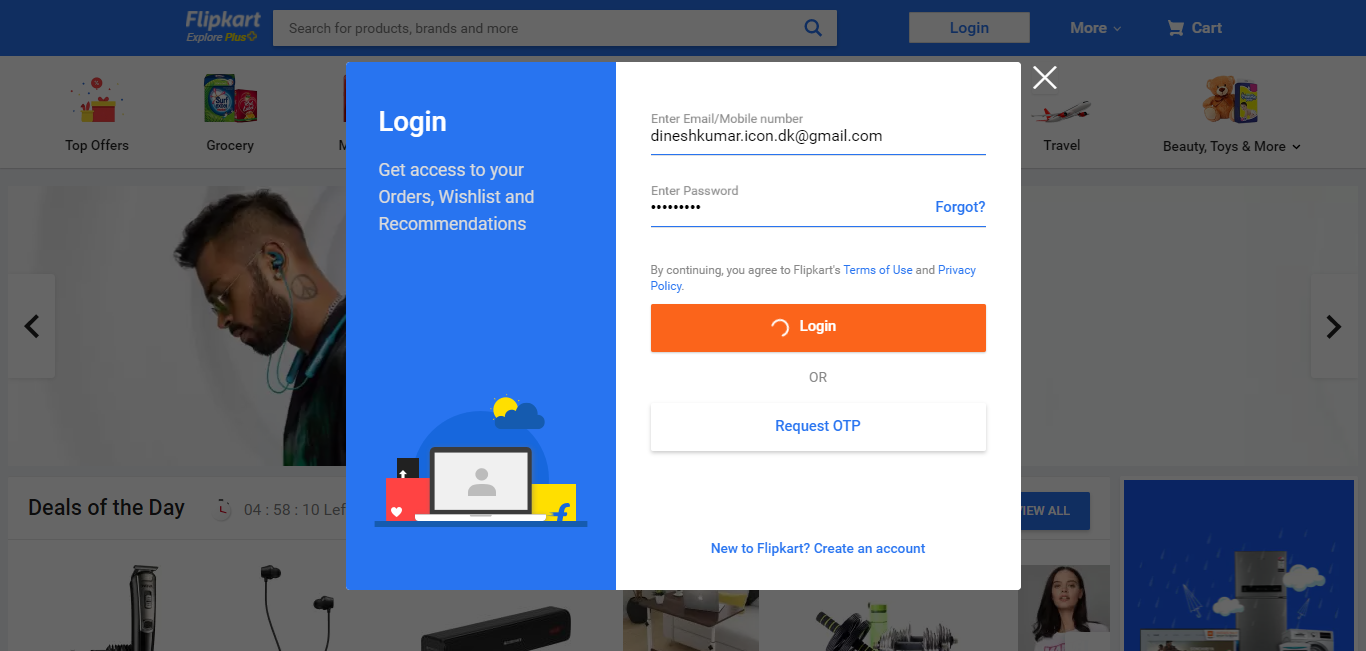 Flipkart
Explore Plus
Search for products, brands and more
Login
More
Cart
Top Offers
Grocery
M
Travel
Beauty, Toys & More
Login
Get access to your
Orders, Wishlist and
Recommendations
Enter Email/Mobile number
dineshkumar.icon.dk@gmail.com
Enter Password
•••••••••
Forgot?
By continuing, you agree to Flipkart's Terms of Use and Privacy
Policy.
Login
OR
Request OTP
New to Flipkart? Create an account
Deals of the Day
04 : 58 : 10 Lef
VIEW ALL